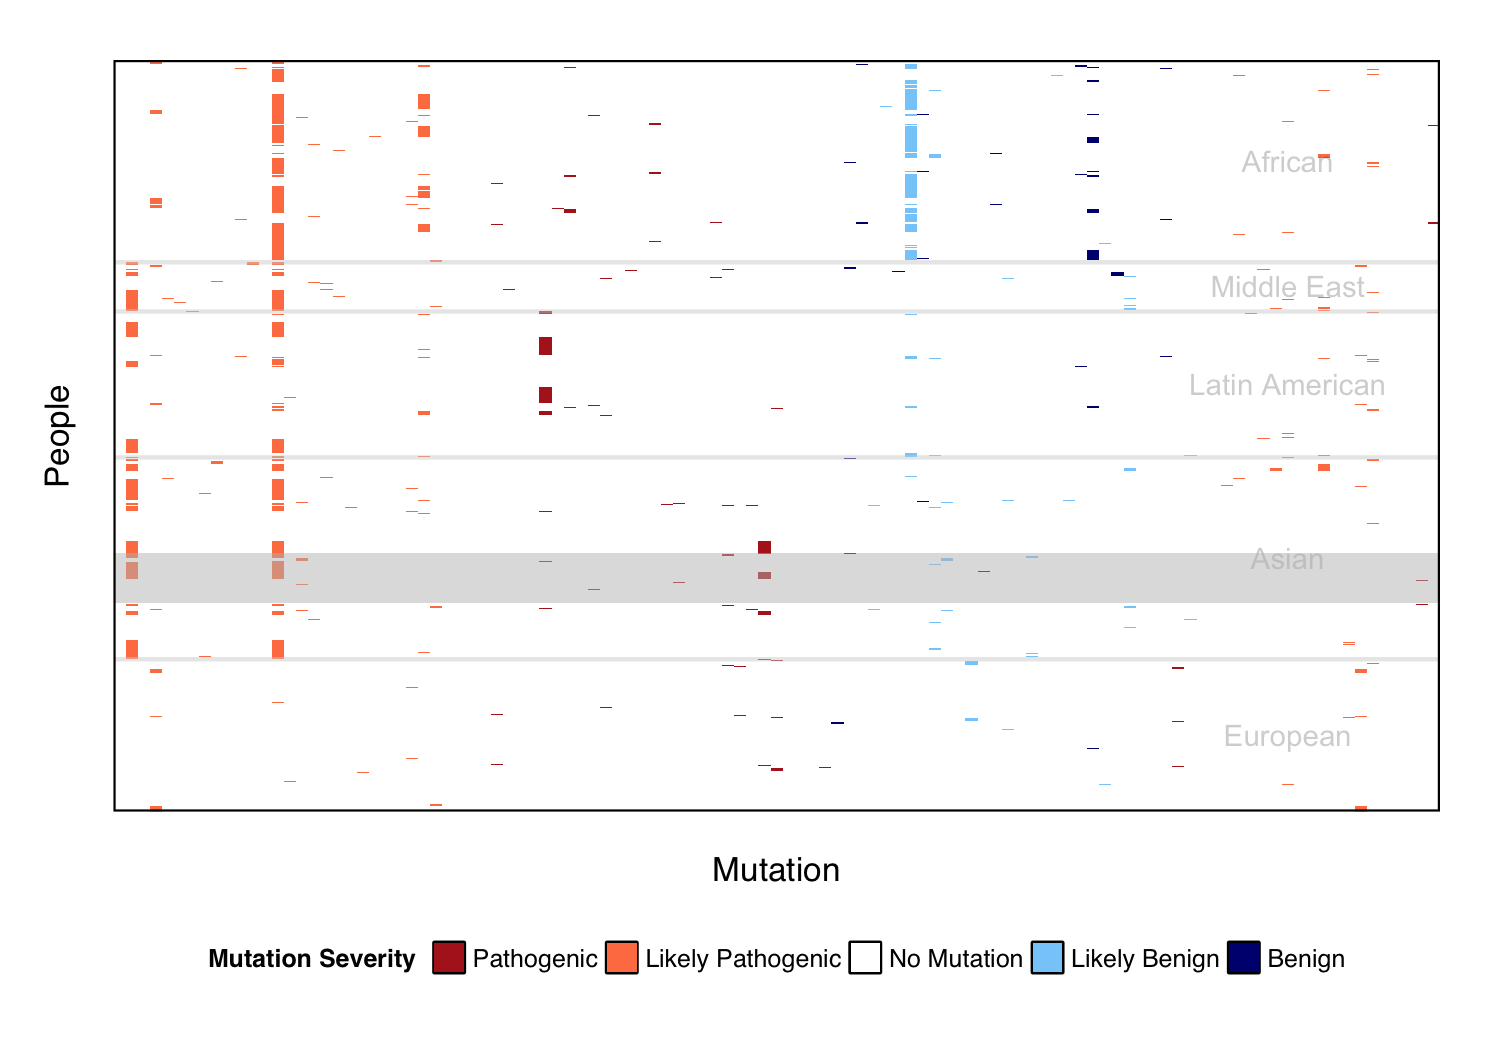 African
Middle East
Latin American
Asian
European
People
Mutation
Mutation Severity Pathogenic Likely Pathogenic No Mutation Likely Benign Benign